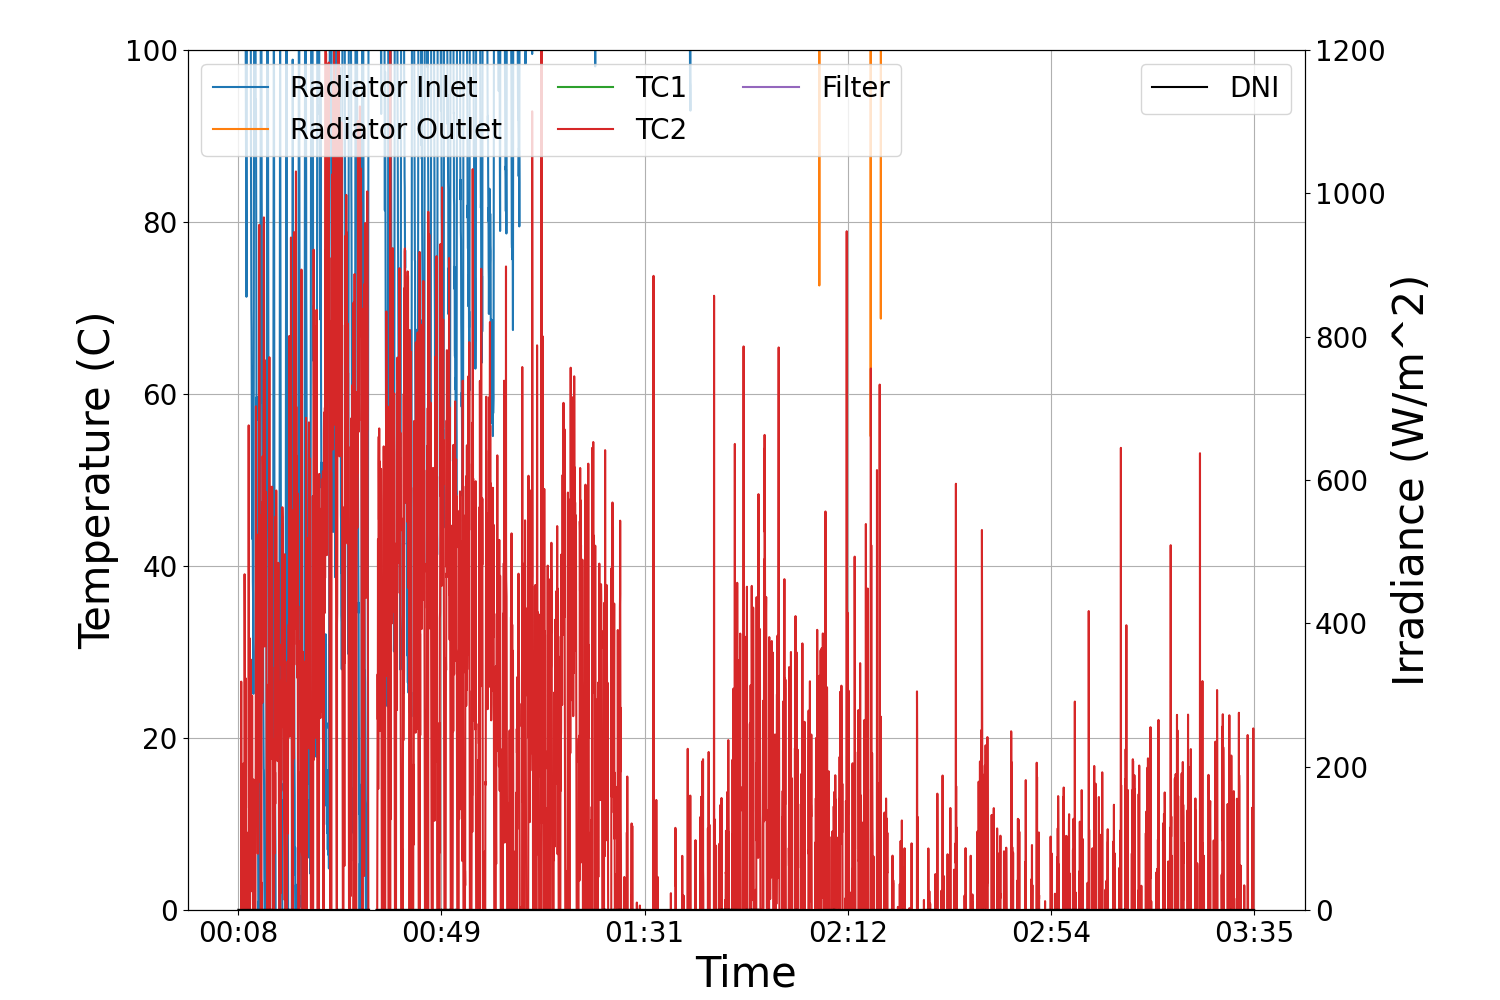 100
80
60
40
20
0
Temperature (C)
Radiator Inlet
Radiator Outlet
TC1
TC2
Filter
DNI
1200
1000
800
600
400
200
0
Irradiance (W/m^2)
00:08
00:49
01:31
02:12
02:54
03:35
Time